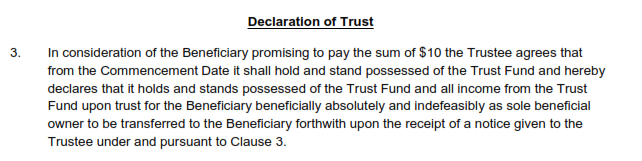 Declaration of Trust
3. In consideration of the Beneficiary promising to pay the sum of $10 the Trustee agrees that
from the Commencement Date it shall hold and stand possessed of the Trust Fund and hereby
declares that it holds and stands possessed of the Trust Fund and all income from the Trust
Fund upon trust for the Beneficiary beneficially absolutely and indefeasibly as sole beneficial
owner to be transferred to the Beneficiary forthwith upon the receipt of a notice given to the
Trustee under and pursuant to Clause 3.